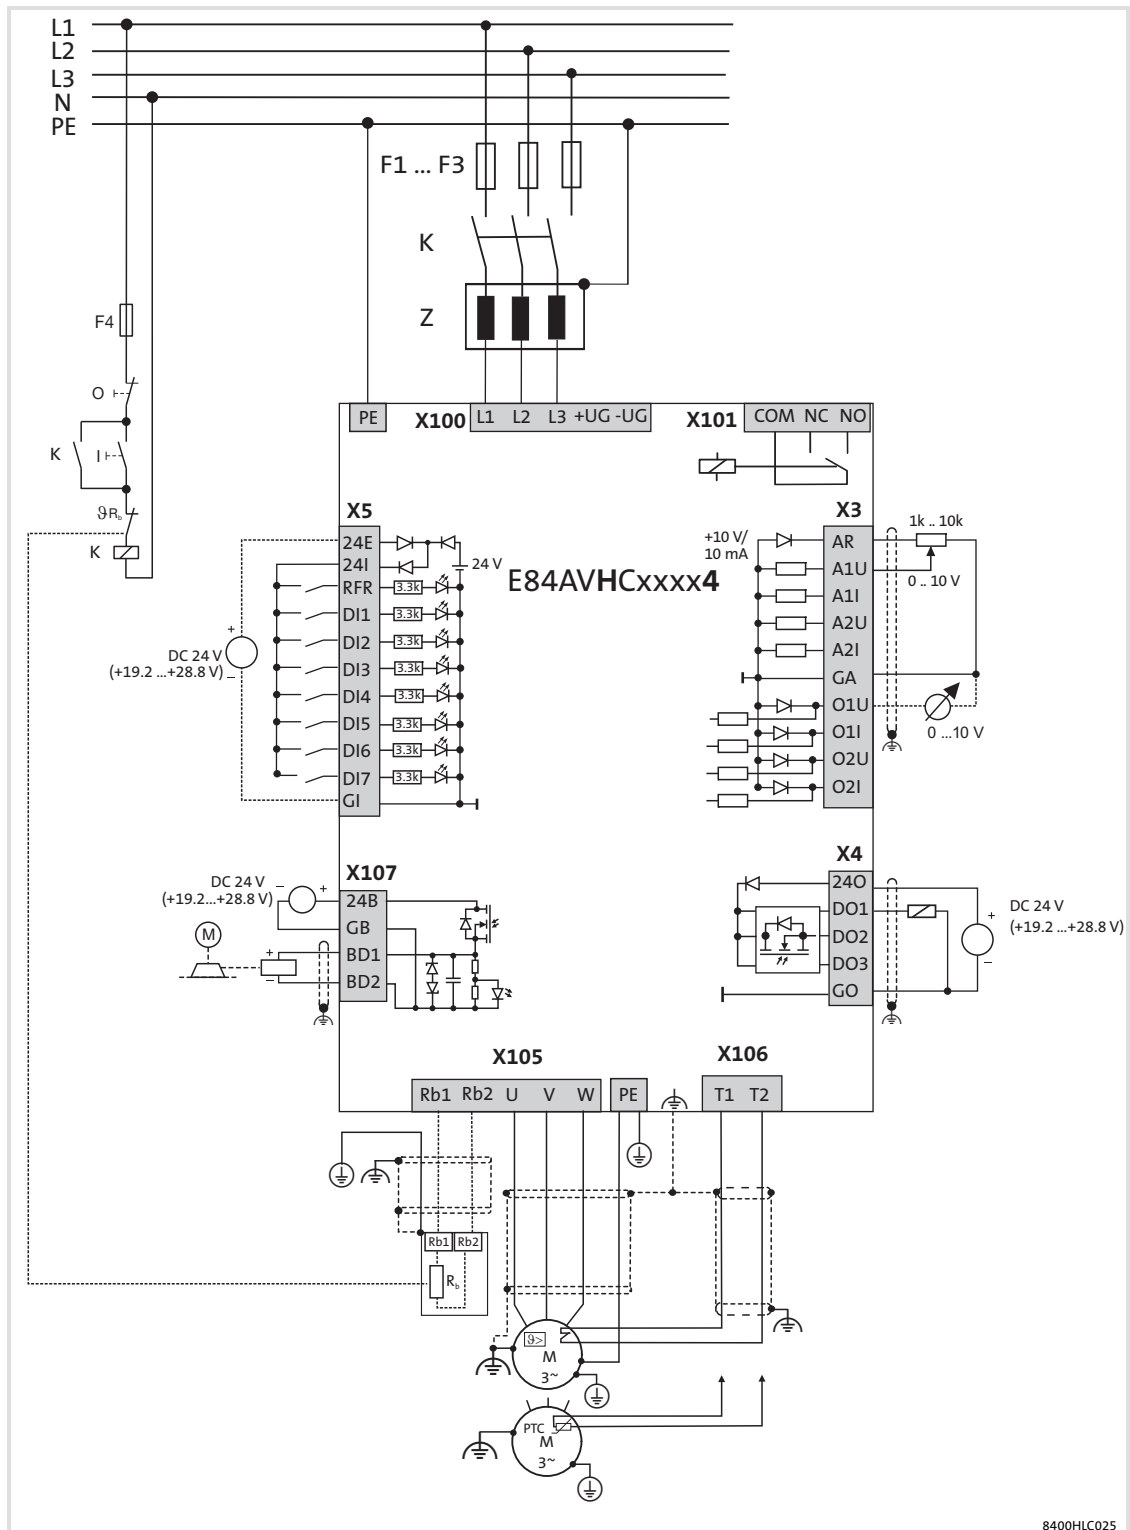 L1
L2
L3
N
PE
F1 ... F3
K
Z
F4
O
K
I
ϑRb
K
PE
X100
L1 L2 L3 +UG -UG
X101
COM NC NO
X5
24E
24I
RFR
DI1
DI2
DI3
DI4
DI5
DI6
DI7
GI
24 V
3.3k
3.3k
3.3k
3.3k
3.3k
3.3k
3.3k
3.3k
+
DC 24 V
(+19.2 ...+28.8 V)
–
E84AVHCxxxx4
+10 V/
10 mA
X3
AR
A1U
A1I
A2U
A2I
GA
O1U
O1I
O2U
O2I
1k .. 10k
0 .. 10 V
0 ...10 V
X107
24B
GB
BD1
BD2
DC 24 V
(+19.2...+28.8 V)
– +
M
+
–
X4
24O
DO1
DO2
DO3
GO
+
DC 24 V
(+19.2 ...+28.8 V)
–
X105
Rb1 Rb2 U V W
PE
X106
T1 T2
Rb1 Rb2
Rb
ϑ>
M
3~
PTC
M
3~
8400HLC025